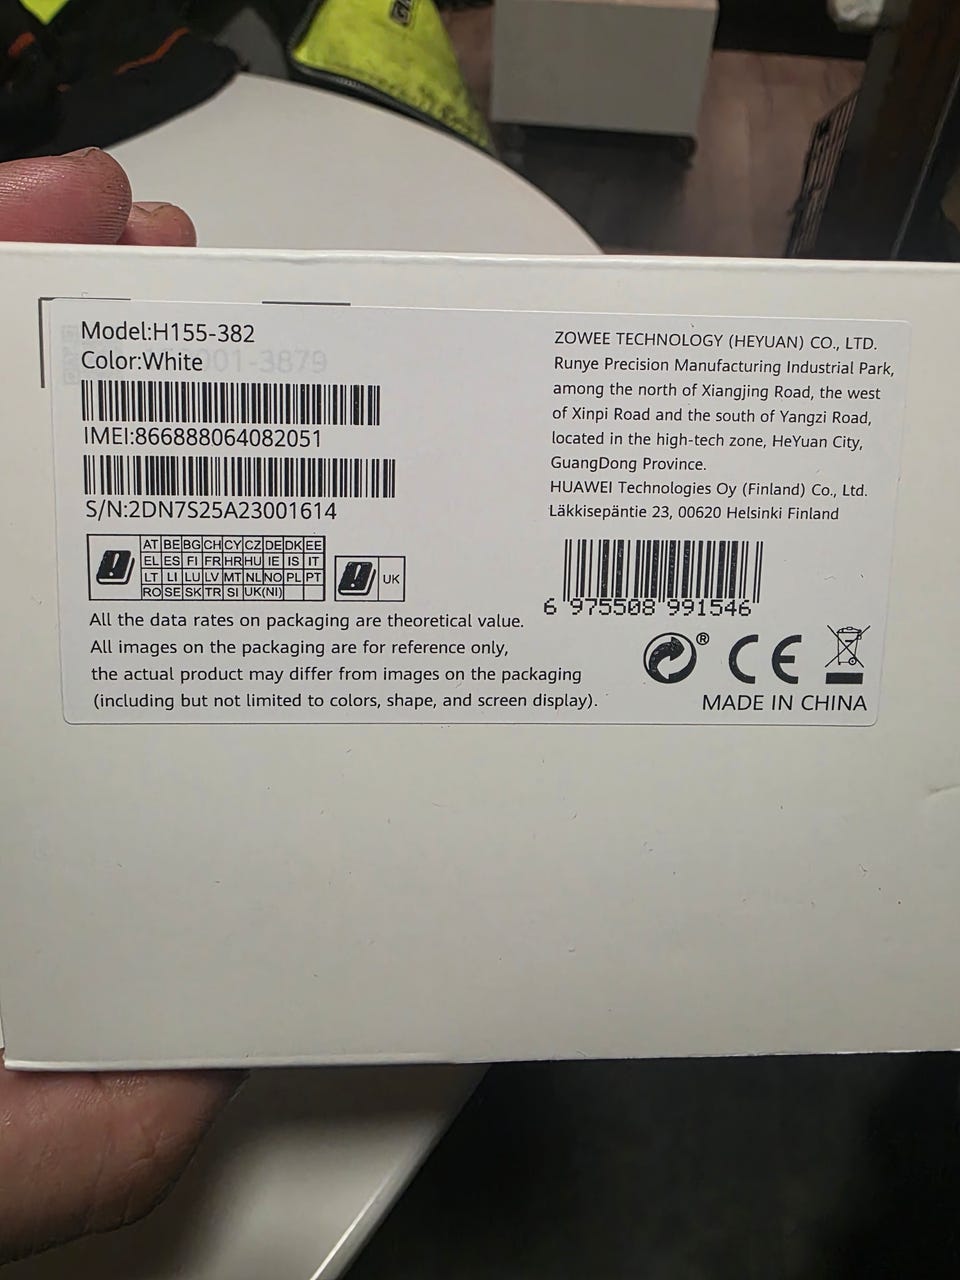 Model:H155-382
Color:White
IMEI:866888064082051
S/N:2DN7S25A23001614
AT BE BG CH CY CZ DE DK EE
EL ES FI FR HR HU IE IS IT
LT LI LU LV MT NL NO PL PT
RO SE SK TR SI UK(NI)
UK
All the data rates on packaging are theoretical value.
All images on the packaging are for reference only,
the actual product may differ from images on the packaging
(including but not limited to colors, shape, and screen display).
ZOWEE TECHNOLOGY (HEYUAN) CO., LTD.
Runye Precision Manufacturing Industrial Park,
among the north of Xiangjing Road, the west
of Xinpi Road and the south of Yangzi Road,
located in the high-tech zone, HeYuan City,
GuangDong Province.
HUAWEI Technologies Oy (Finland) Co., Ltd.
Läkkisepäntie 23, 00620 Helsinki Finland
6 975508 991546
® CE
MADE IN CHINA